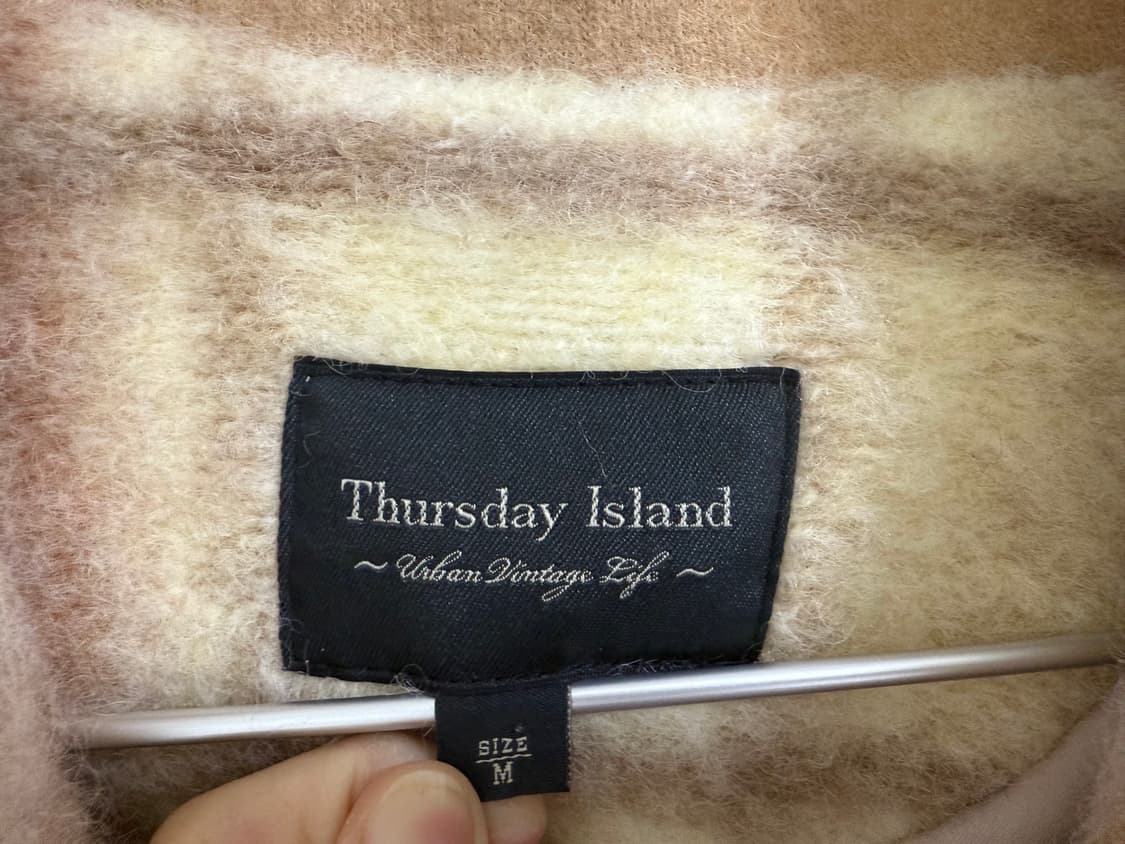 Thursday Island
~ Urban Vintage Life ~
SIZE
M